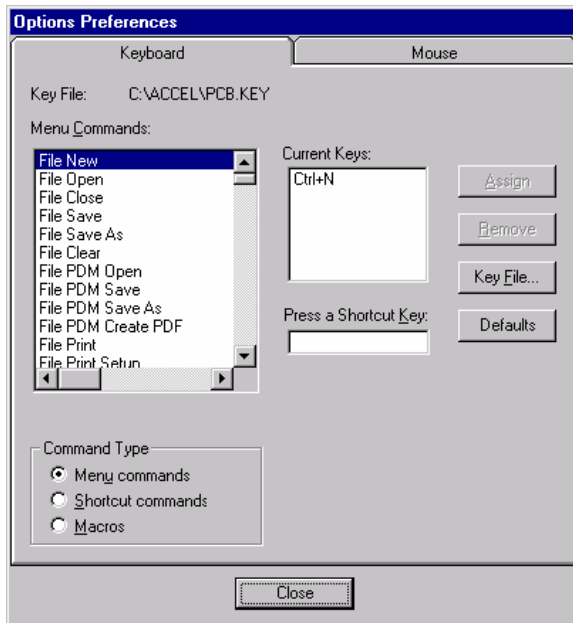 Options Preferences
Keyboard
Mouse
Key File: C:\ACCEL\PCB.KEY
Menu Commands:
File New
File Open
File Close
File Save
File Save As
File Clear
File PDM Open
File PDM Save
File PDM Save As
File PDM Create PDF
File Print
File Print Setup
Current Keys:
Ctrl+N
Press a Shortcut Key:
Assign
Remove
Key File...
Defaults
Command Type
Menu commands
Shortcut commands
Macros
Close